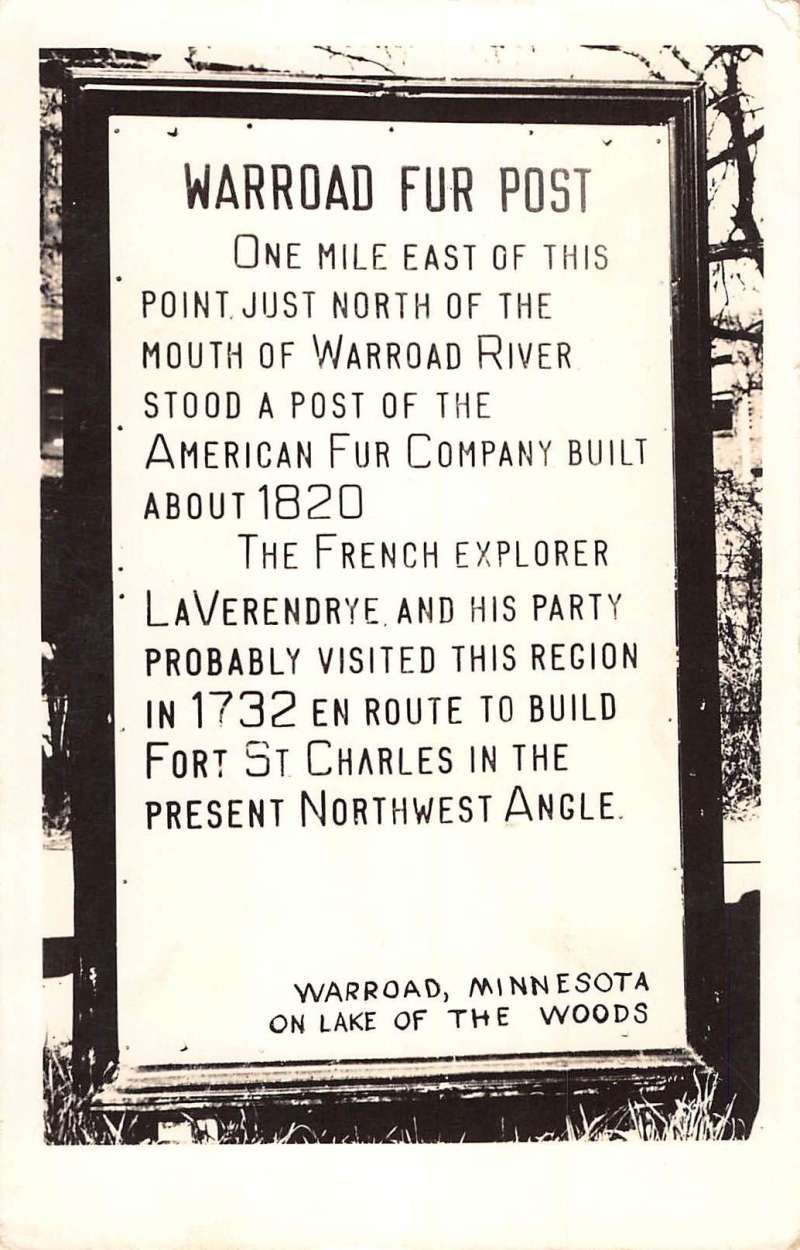 WARROAD FUR POST
ONE MILE EAST OF THIS
POINT, JUST NORTH OF THE
MOUTH OF WARROAD RIVER
STOOD A POST OF THE
AMERICAN FUR COMPANY BUILT
ABOUT 1820
THE FRENCH EXPLORER
LAVERENDRYE, AND HIS PARTY
PROBABLY VISITED THIS REGION
IN 1732 EN ROUTE TO BUILD
FORT ST CHARLES IN THE
PRESENT NORTHWEST ANGLE.
WARROAD, MINNESOTA
ON LAKE OF THE WOODS